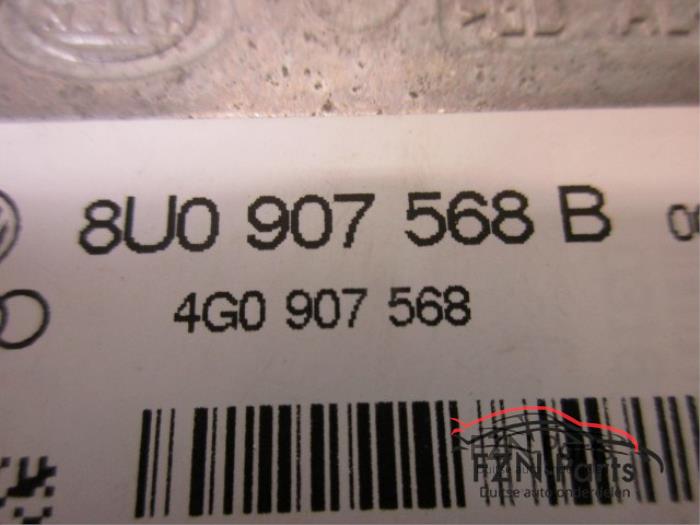 8U0 907 568 B
4G0 907 568
FZN Parts
Duitse auto onderdelen